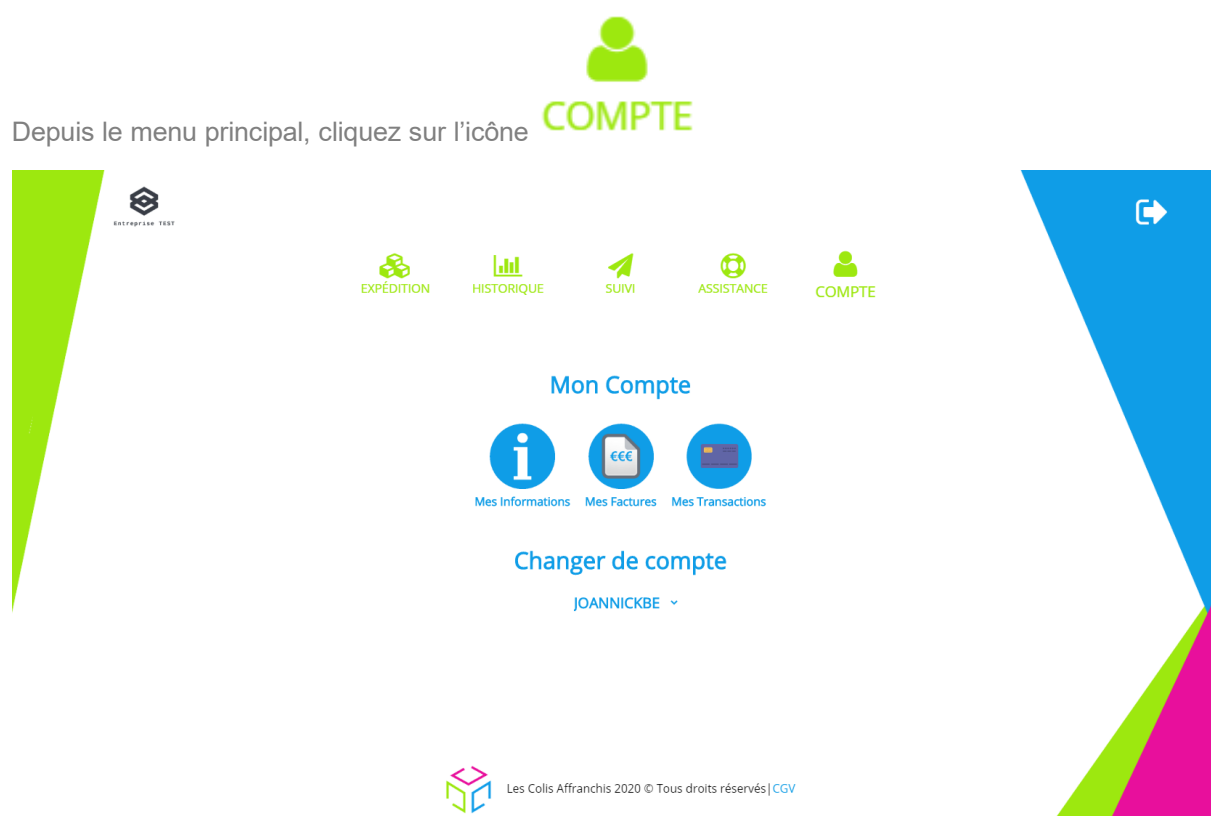 Depuis le menu principal, cliquez sur l’icône COMPTE
Entreprise TEST
EXPÉDITION HISTORIQUE SUIVI ASSISTANCE COMPTE
Mon Compte
€€€
Mes Informations Mes Factures Mes Transactions
Changer de compte
JOANNICKBE
Les Colis Affranchis 2020 © Tous droits réservés|CGV